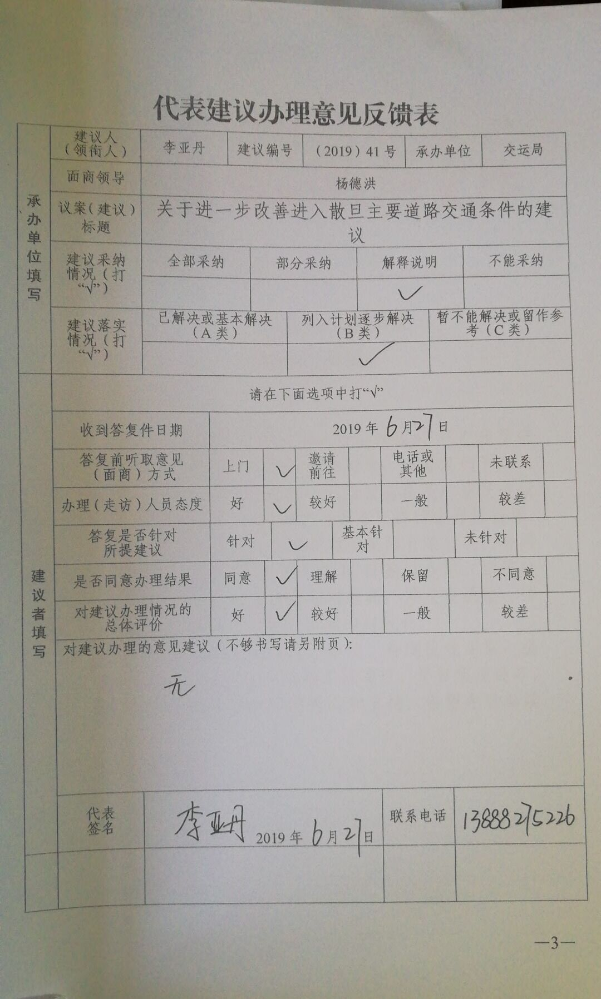 代表建议办理意见反馈表
承办单位填写
建议人
（领衔人）
李亚丹
建议编号
（2019）41号
承办单位
交运局
面商领导
杨德洪
议案（建议）
标题
关于进一步改善进入散旦主要道路交通条件的建
议
建议采纳
情况（打
“√”）
全部采纳
部分采纳
解释说明
不能采纳
✓
建议落实
情况（打
“√”）
已解决或基本解决
（A类）
列入计划逐步解决
（B类）
暂不能解决或留作参
考（C类）
✓
建议者填写
请在下面选项中打“√”
收到答复件日期
2019年6月27日
答复前听取意见
（面商）方式
上门
✓
邀请
前往
电话或
其他
未联系
办理（走访）人员态度
好
✓
较好
一般
较差
答复是否针对
所提建议
针对
✓
基本针
对
未针对
是否同意办理结果
同意
✓
理解
保留
不同意
对建议办理情况的
总体评价
好
✓
较好
一般
较差
对建议办理的意见建议（不够书写请另附页）：
无
代表
签名
李亚丹 2019年6月27日
联系电话
13888275226
—3—